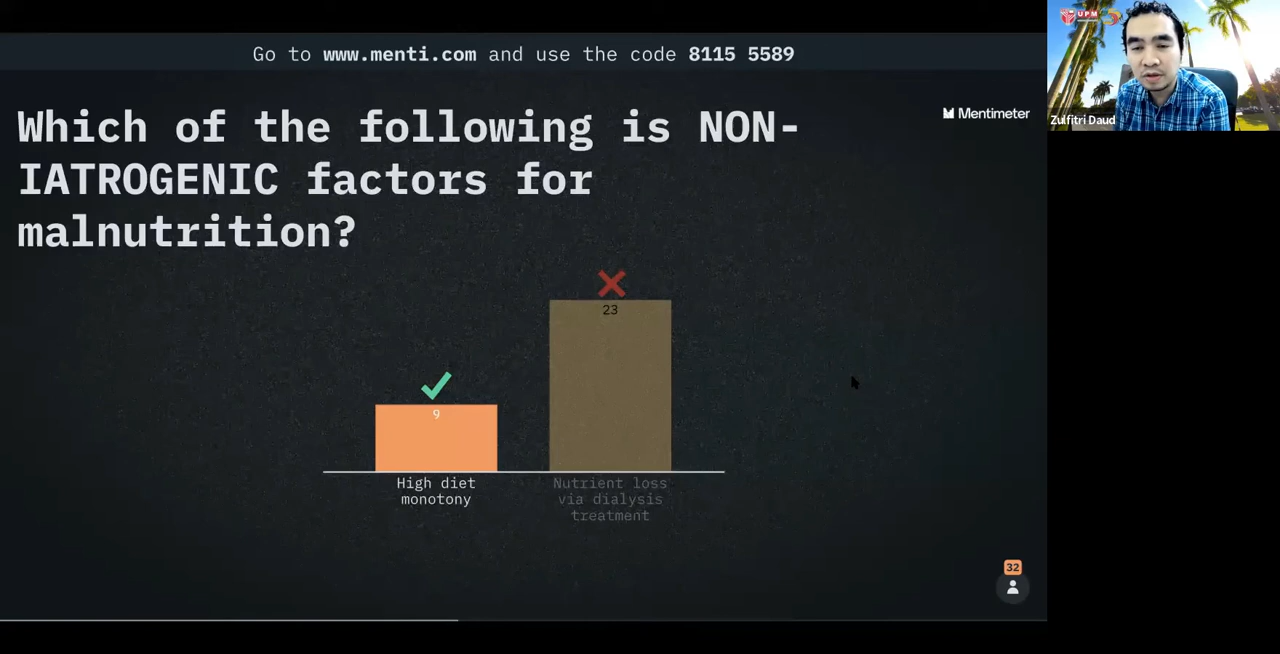 Go to www.menti.com and use the code 8115 5589
UPM
Zulfitri Daud
Mentimeter
Which of the following is NON-
IATROGENIC factors for
malnutrition?
9
23
High diet
monotony
Nutrient loss
via dialysis
treatment
32